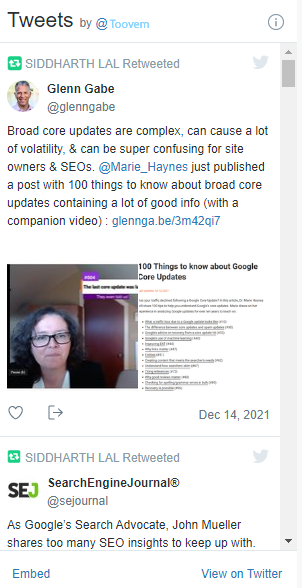 Tweets by @Toovem
SIDDHARTH LAL Retweeted
Glenn Gabe
@glenngabe
Broad core updates are complex, can cause a lot
of volatility, & can be super confusing for site
owners & SEOs. @Marie_Haynes just published
a post with 100 things to know about broad core
updates containing a lot of good info (with a
companion video) : glennga.be/3m42qi7
The last core update was
100 Things to know about Google
Core Updates
Dec 14, 2021
SIDDHARTH LAL Retweeted
SEJ
SearchEngineJournal®
@sejournal
As Google's Search Advocate, John Mueller
shares too many SEO insights to keep up with.
Embed
View on Twitter